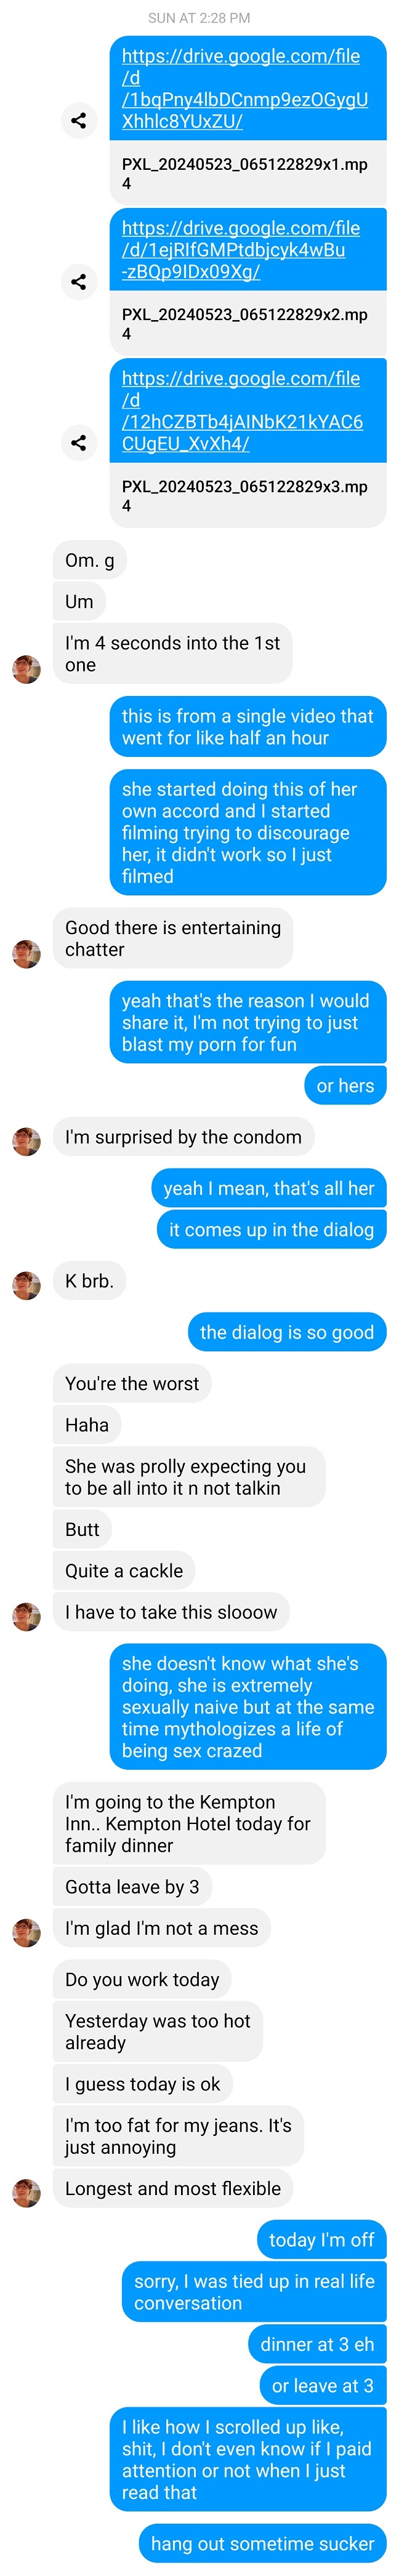 SUN AT 2:28 PM
https://drive.google.com/file
/d
/1bqPny4lbDCnmp9ezOGygU
Xhhlc8YUxZU/
PXL_20240523_065122829x1.mp
4
https://drive.google.com/file
/d/1ejRIfGMPtdbjcyk4wBu
-zBQp9IDx09Xg/
PXL_20240523_065122829x2.mp
4
https://drive.google.com/file
/d
/12hCZBTb4jAINbK21kYAC6
CUgEU_XvXh4/
PXL_20240523_065122829x3.mp
4
Om. g
Um
I'm 4 seconds into the 1st
one
this is from a single video that
went for like half an hour
she started doing this of her
own accord and I started
filming trying to discourage
her, it didn't work so I just
filmed
Good there is entertaining
chatter
yeah that's the reason I would
share it, I'm not trying to just
blast my porn for fun
or hers
I'm surprised by the condom
yeah I mean, that's all her
it comes up in the dialog
K brb.
the dialog is so good
You're the worst
Haha
She was prolly expecting you
to be all into it n not talkin
Butt
Quite a cackle
I have to take this slooow
she doesn't know what she's
doing, she is extremely
sexually naive but at the same
time mythologizes a life of
being sex crazed
I'm going to the Kempton
Inn.. Kempton Hotel today for
family dinner
Gotta leave by 3
I'm glad I'm not a mess
Do you work today
Yesterday was too hot
already
I guess today is ok
I'm too fat for my jeans. It's
just annoying
Longest and most flexible
today I'm off
sorry, I was tied up in real life
conversation
dinner at 3 eh
or leave at 3
I like how I scrolled up like,
shit, I don't even know if I paid
attention or not when I just
read that
hang out sometime sucker